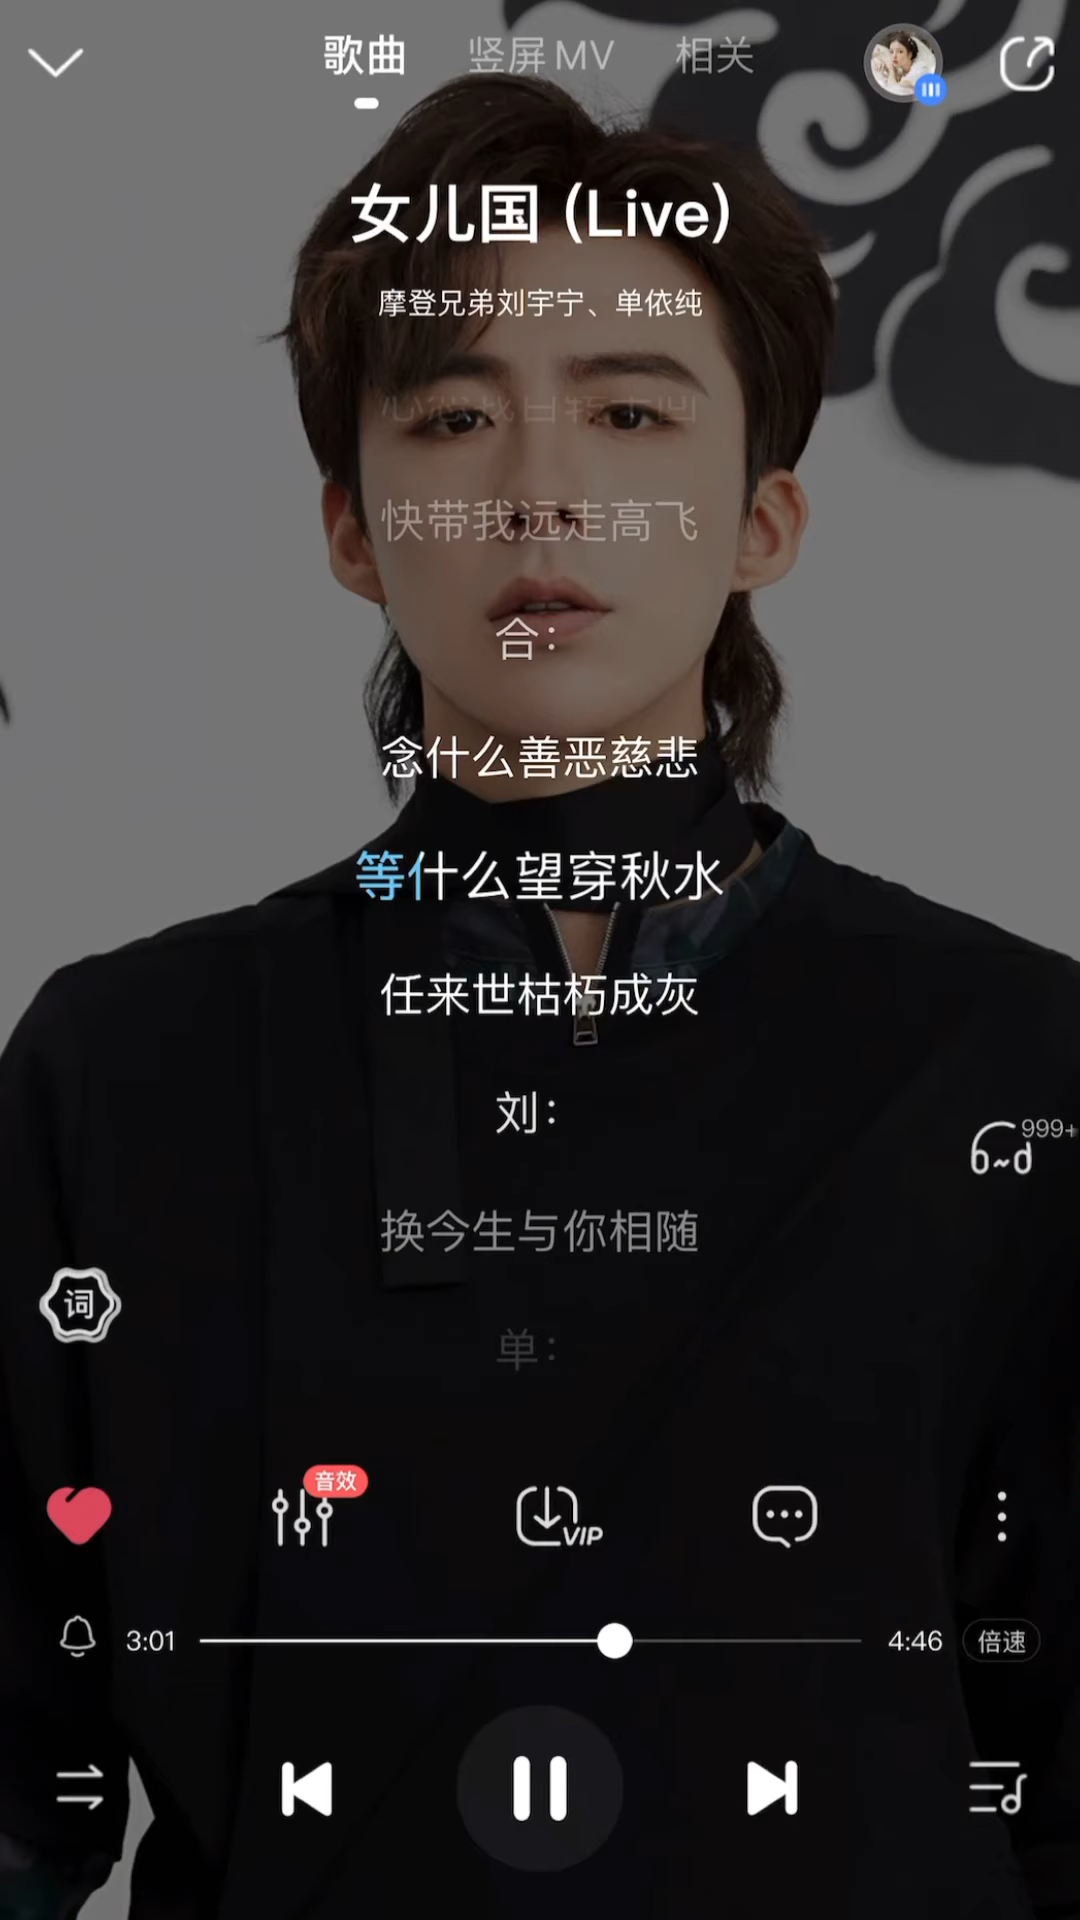 歌曲 竖屏MV 相关
女儿国 (Live)
摩登兄弟刘宇宁、单依纯
快带我远走高飞
合：
念什么善恶慈悲
等什么望穿秋水
任来世枯朽成灰
刘：
999+
换今生与你相随
词
单：
音效
VIP
3:01 4:46 倍速